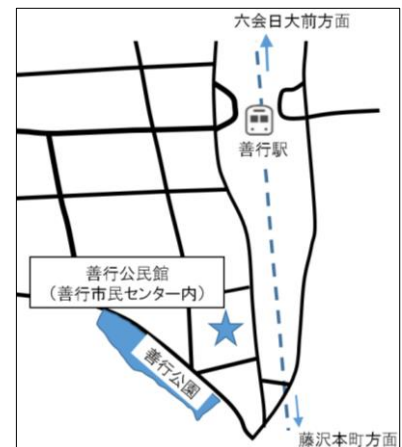 六会日大前方面
善行駅
善行公民館
（善行市民センター内）
善行公園
藤沢本町方面